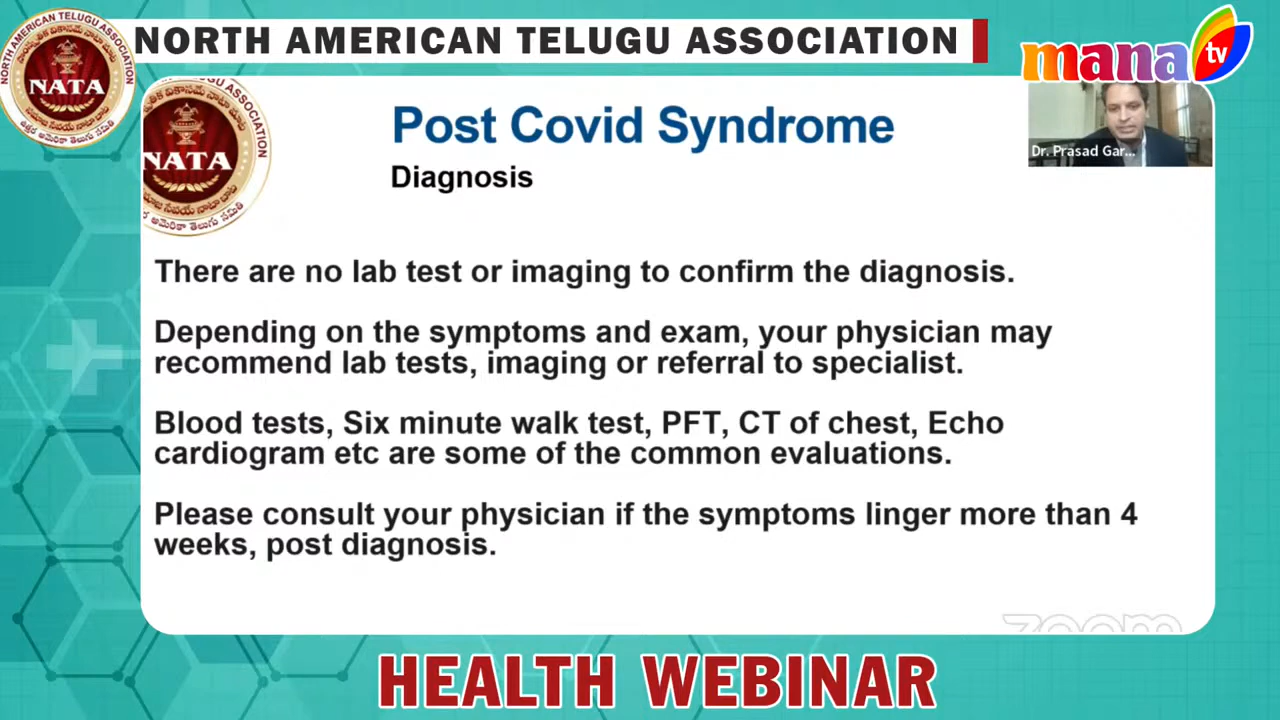 NORTH AMERICAN TELUGU ASSOCIATION
mana
tv
NATA
NATA
Post Covid Syndrome
Diagnosis
Dr. Prasad Gar...
There are no lab test or imaging to confirm the diagnosis.
Depending on the symptoms and exam, your physician may
recommend lab tests, imaging or referral to specialist.
Blood tests, Six minute walk test, PFT, CT of chest, Echo
cardiogram etc are some of the common evaluations.
Please consult your physician if the symptoms linger more than 4
weeks, post diagnosis.
zoom
HEALTH WEBINAR